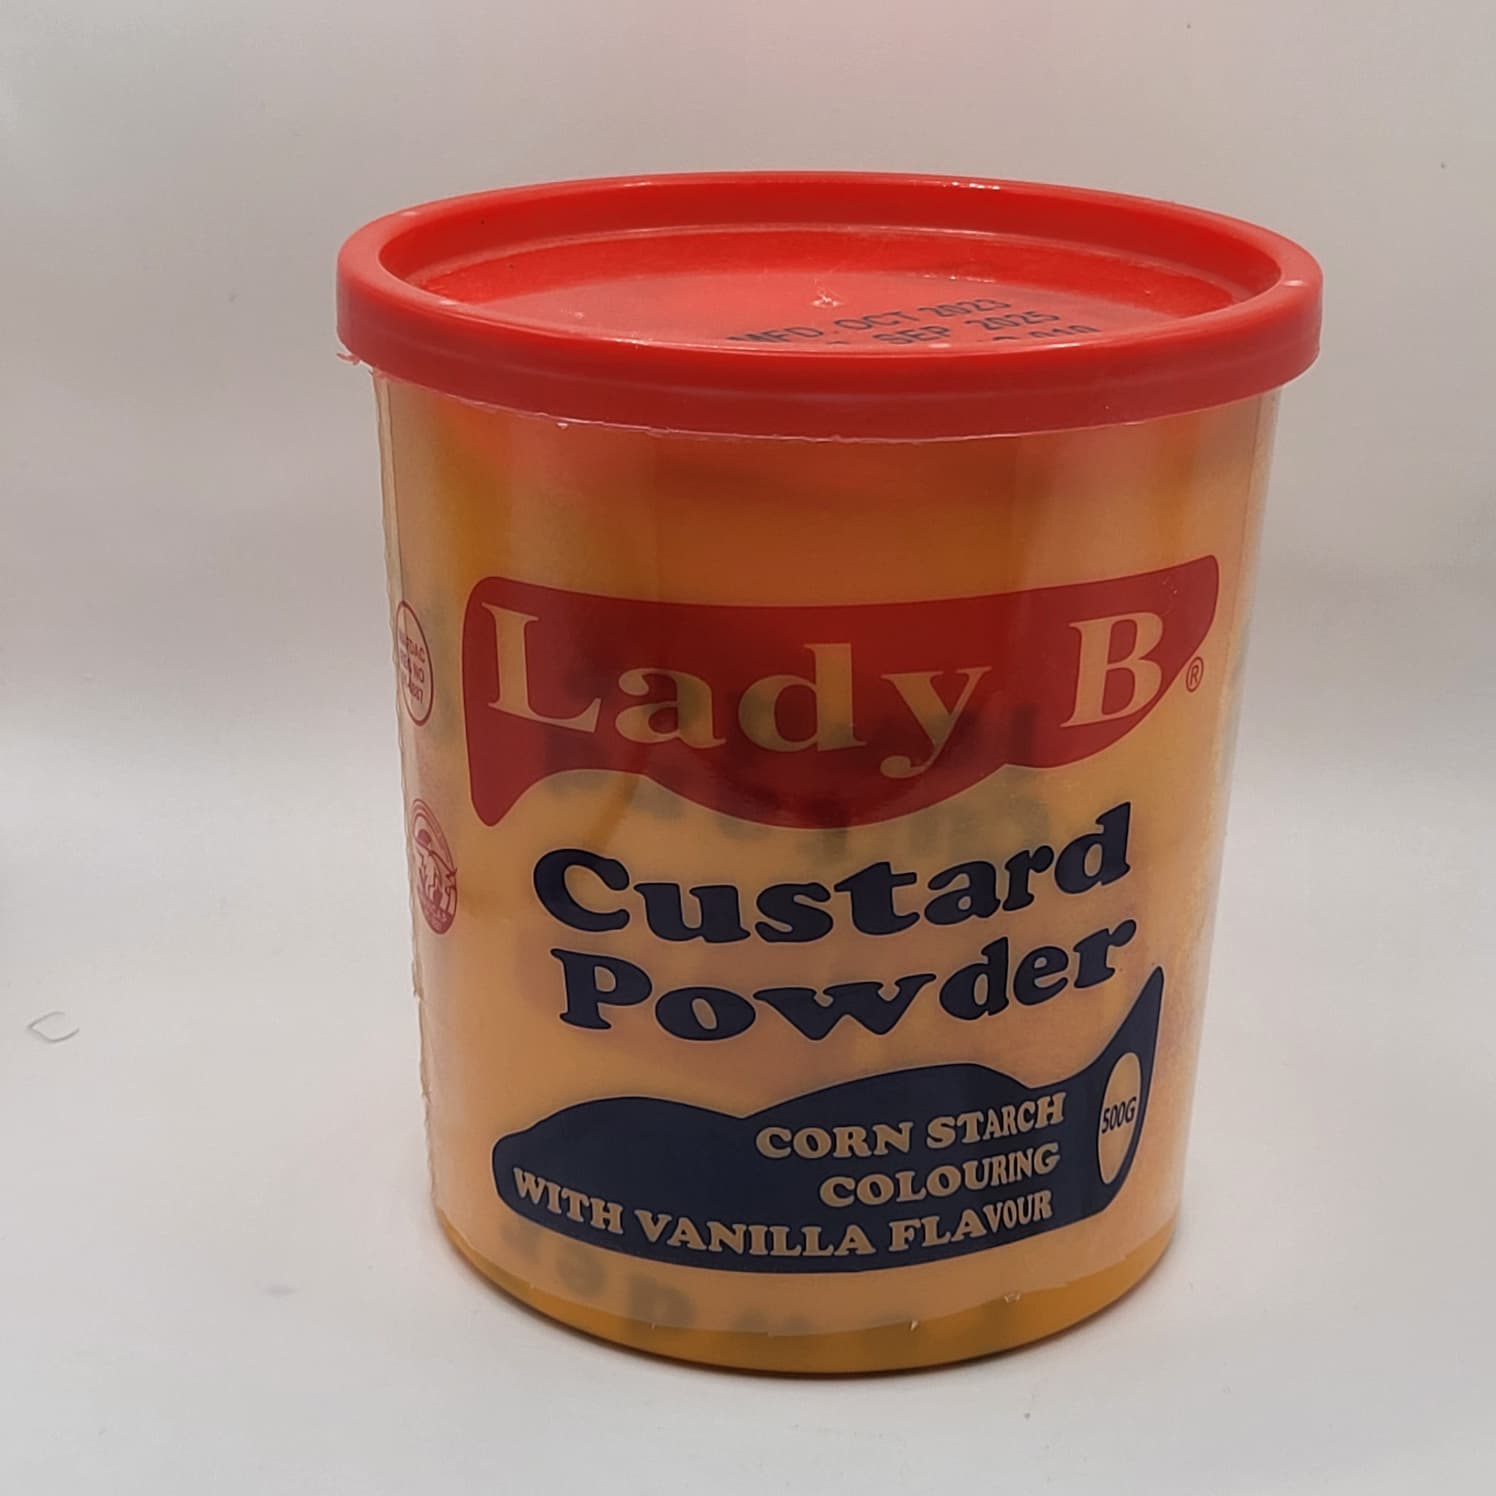 MFD. OCT 2023
SEP 2025
Lady B ®
Custard
Powder
CORN STARCH
COLOURING
WITH VANILLA FLAVOUR
500G